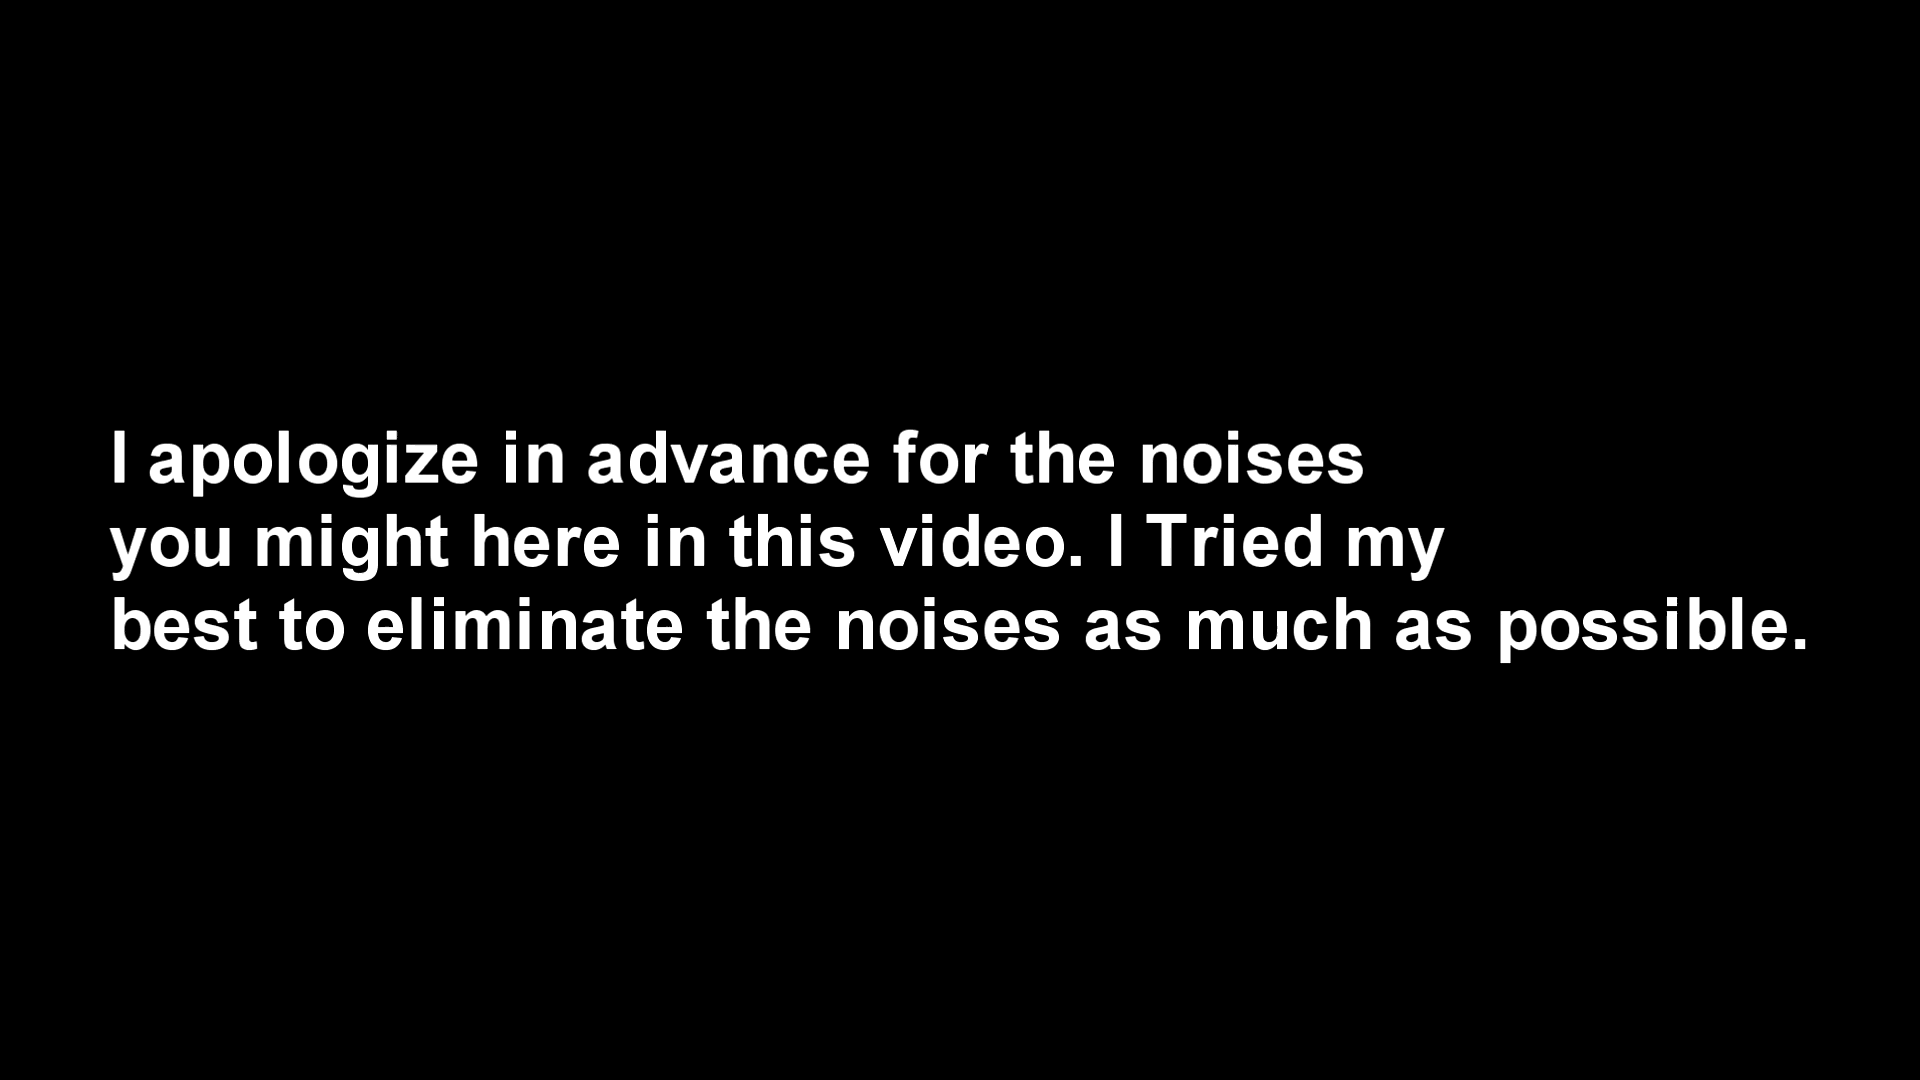 I apologize in advance for the noises
you might here in this video. I Tried my
best to eliminate the noises as much as possible.